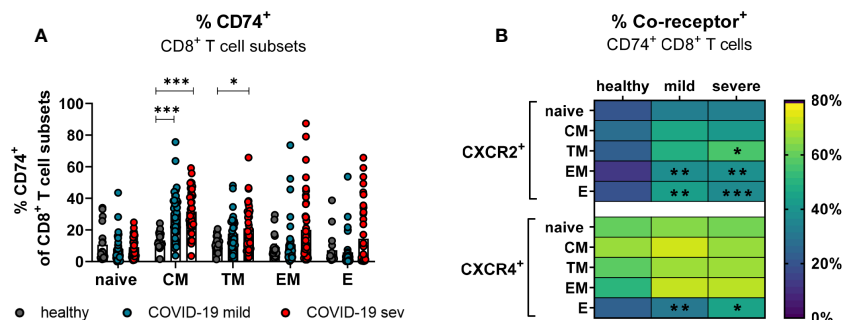 A
% CD74+
CD8+ T cell subsets
% CD74+
of CD8+ T cell subsets
100
80
60
40
20
0
***
***
*
naive CM TM EM E
healthy COVID-19 mild COVID-19 sev
B
% Co-receptor+
CD74+ CD8+ T cells
healthy mild severe
CXCR2+
naive
CM
TM *
EM ** **
E ** ***
CXCR4+
naive
CM
TM
EM
E ** *
80%
60%
40%
20%
0%